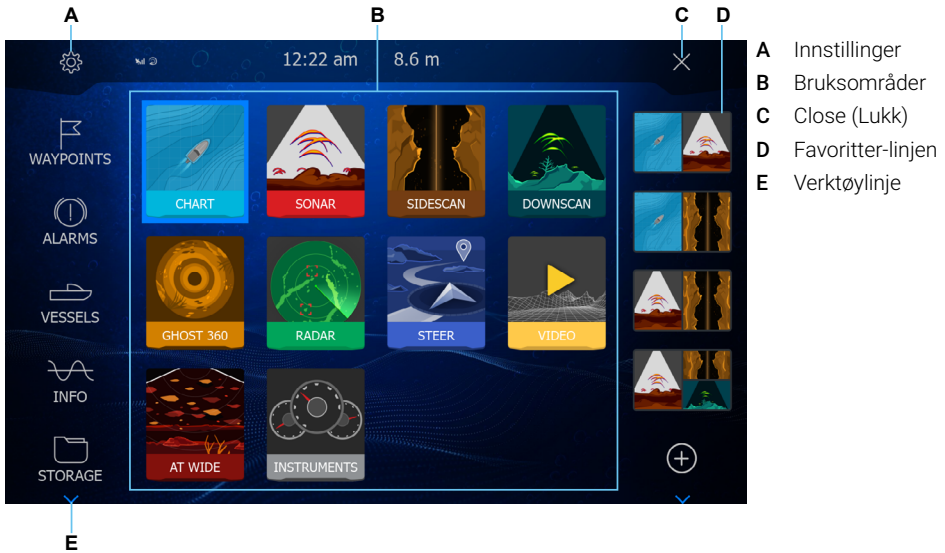 A B C D
12:22 am 8.6 m
WAYPOINTS
ALARMS
VESSELS
INFO
STORAGE
CHART SONAR SIDESCAN DOWNSCAN
GHOST 360 RADAR STEER VIDEO
AT WIDE INSTRUMENTS
E
A Innstillinger
B Bruksområder
C Close (Lukk)
D Favoritter-linjen
E Verktøylinje